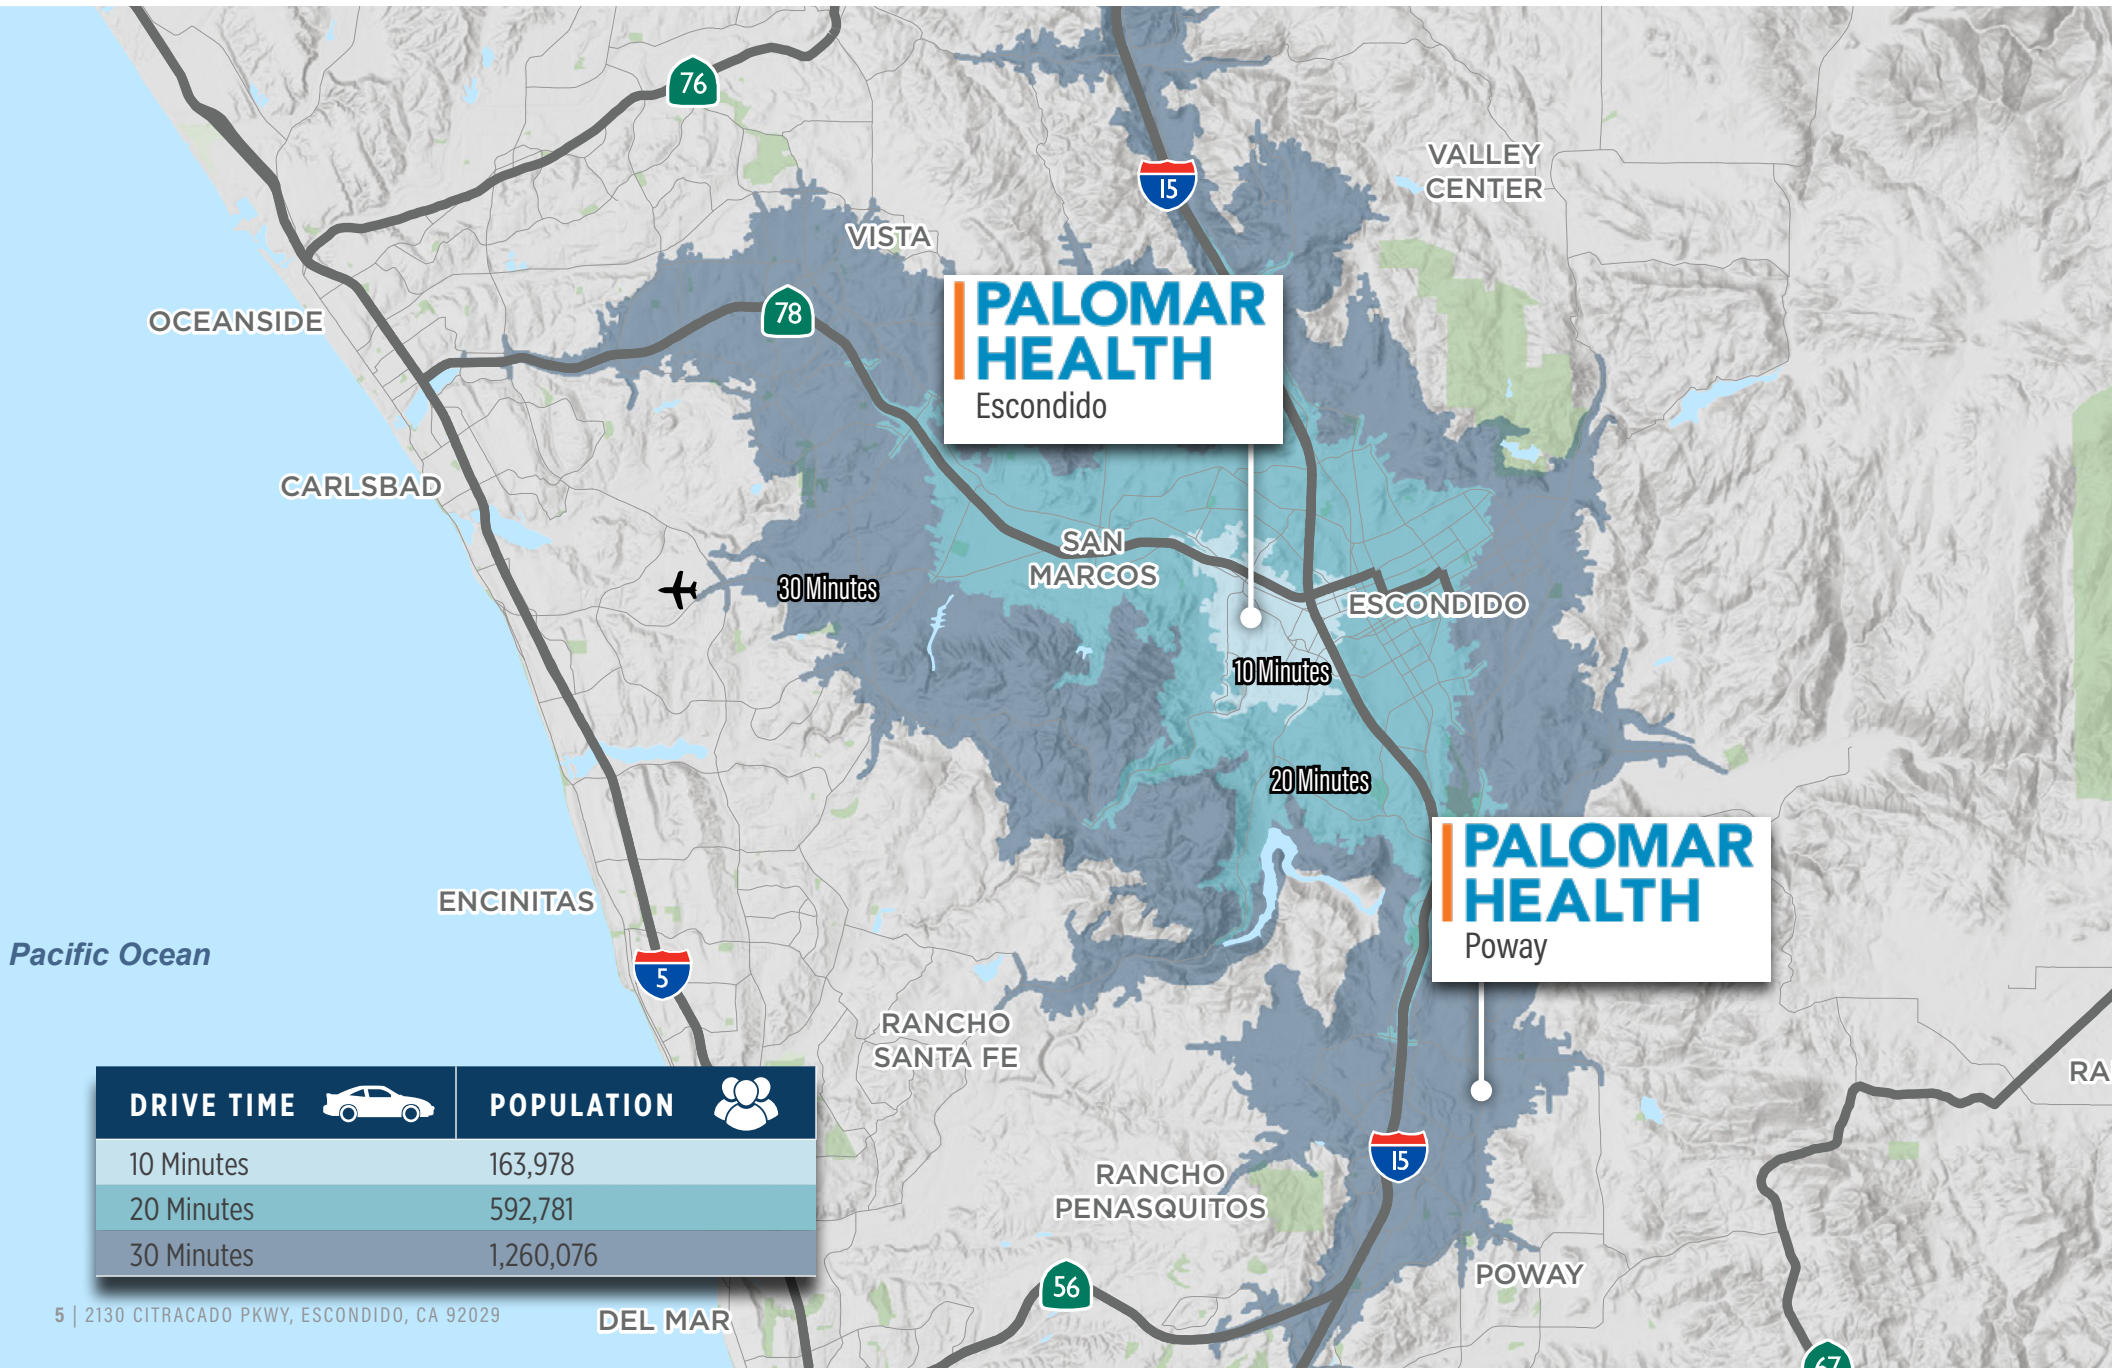 76
15
VALLEY
CENTER
VISTA
78
OCEANSIDE
PALOMAR
HEALTH
Escondido
CARLSBAD
SAN
MARCOS
30 Minutes
ESCONDIDO
10 Minutes
20 Minutes
PALOMAR
HEALTH
Poway
ENCINITAS
Pacific Ocean
5
RANCHO
SANTA FE
RA
DRIVE TIME POPULATION
10 Minutes 163,978
20 Minutes 592,781
30 Minutes 1,260,076
15
RANCHO
PENASQUITOS
56
POWAY
5 | 2130 CITRACADO PKWY, ESCONDIDO, CA 92029
DEL MAR
67